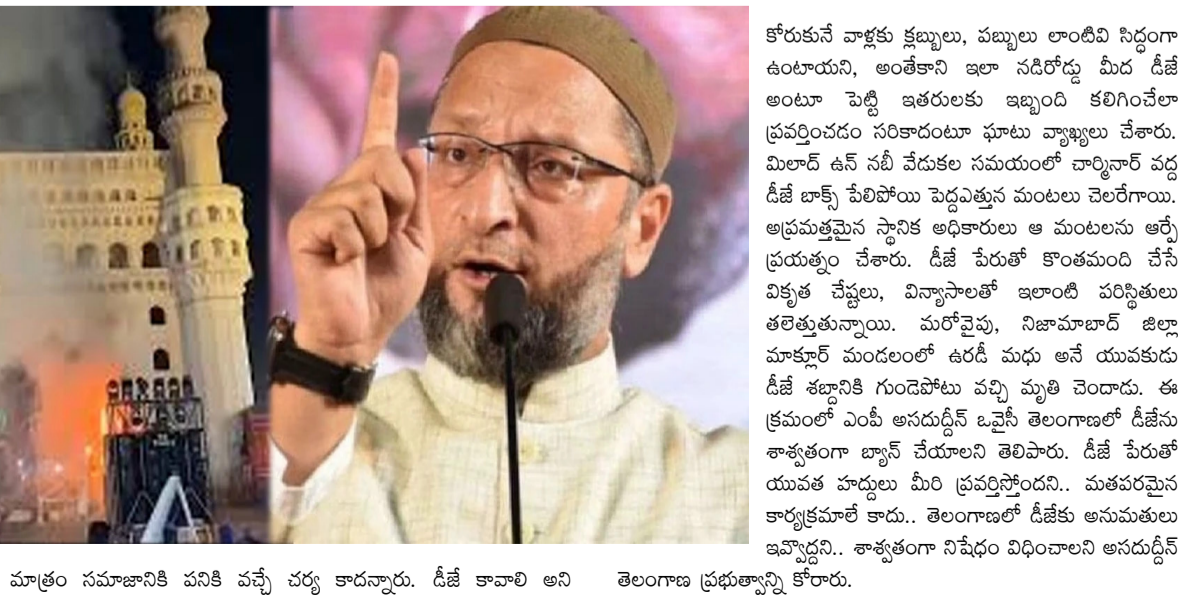 మాత్రం సమాజానికి పనికి వచ్చే చర్య కాదన్నారు. డీజే కావాలి అని
కోరుకునే వాళ్లకు క్లబ్బులు, పబ్బులు లాంటివి సిద్ధంగా
ఉంటాయని, అంతేకాని ఇలా నడిరోడ్డు మీద డీజే
అంటూ పెట్టి ఇతరులకు ఇబ్బంది కలిగించేలా
ప్రవర్తించడం సరికాదంటూ ఘాటు వ్యాఖ్యలు చేశారు.
మిలాద్ ఉన్ నబీ వేడుకల సమయంలో చార్మినార్ వద్ద
డీజే బాక్స్ పేలిపోయి పెద్దఎత్తున మంటలు చెలరేగాయి.
అప్రమత్తమైన స్థానిక అధికారులు ఆ మంటలను ఆర్పే
ప్రయత్నం చేశారు. డీజే పేరుతో కొంతమంది చేసే
వికృత చేష్టలు, విన్యాసాలతో ఇలాంటి పరిస్థితులు
తలెత్తుతున్నాయి. మరోవైపు, నిజామాబాద్ జిల్లా
మాక్లూర్ మండలంలో ఉరడీ మధు అనే యువకుడు
డీజే శబ్దానికి గుండెపోటు వచ్చి మృతి చెందాడు. ఈ
క్రమంలో ఎంపీ అసదుద్దీన్ ఒవైసీ తెలంగాణలో డీజేను
శాశ్వతంగా బ్యాన్ చేయాలని తెలిపారు. డీజే పేరుతో
యువత హద్దులు మీరి ప్రవర్తిస్తోందని.. మతపరమైన
కార్యక్రమాలే కాదు.. తెలంగాణలో డీజేకు అనుమతులు
ఇవ్వొద్దని.. శాశ్వతంగా నిషేధం విధించాలని అసదుద్దీన్
తెలంగాణ ప్రభుత్వాన్ని కోరారు.